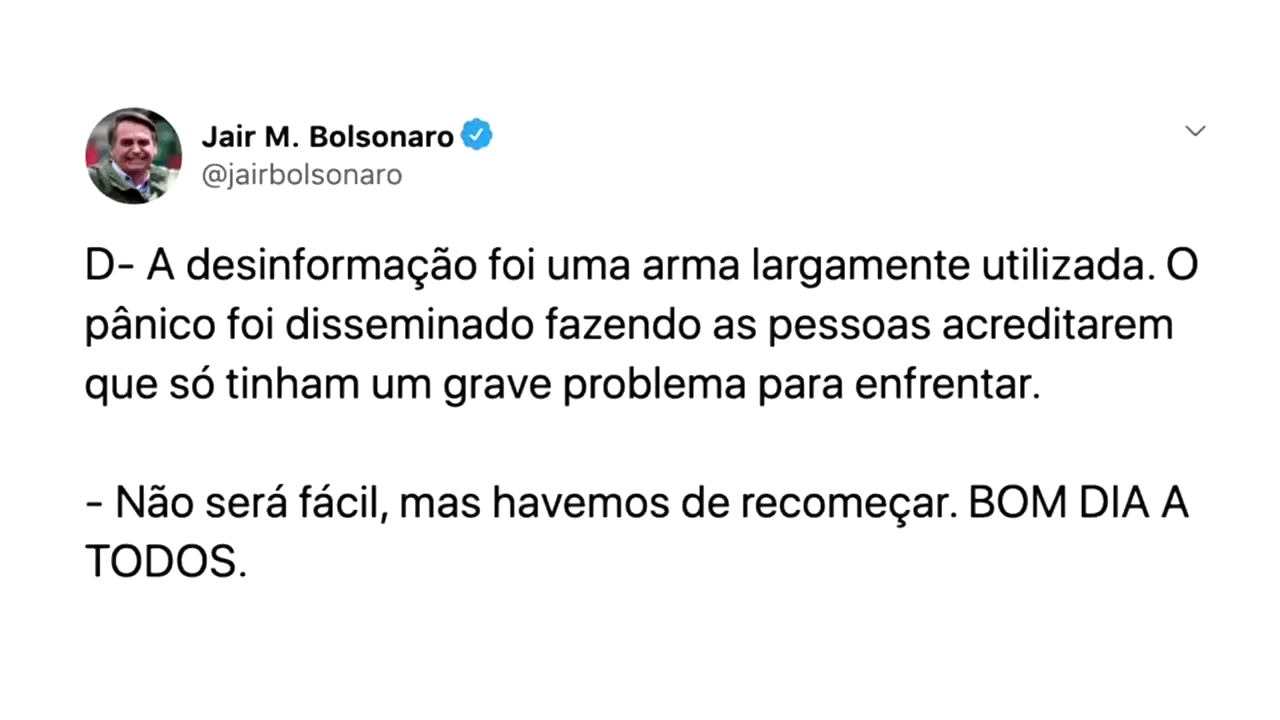 Jair M. Bolsonaro
@jairbolsonaro
D- A desinformação foi uma arma largamente utilizada. O
pânico foi disseminado fazendo as pessoas acreditarem
que só tinham um grave problema para enfrentar.
- Não será fácil, mas havemos de recomeçar. BOM DIA A
TODOS.